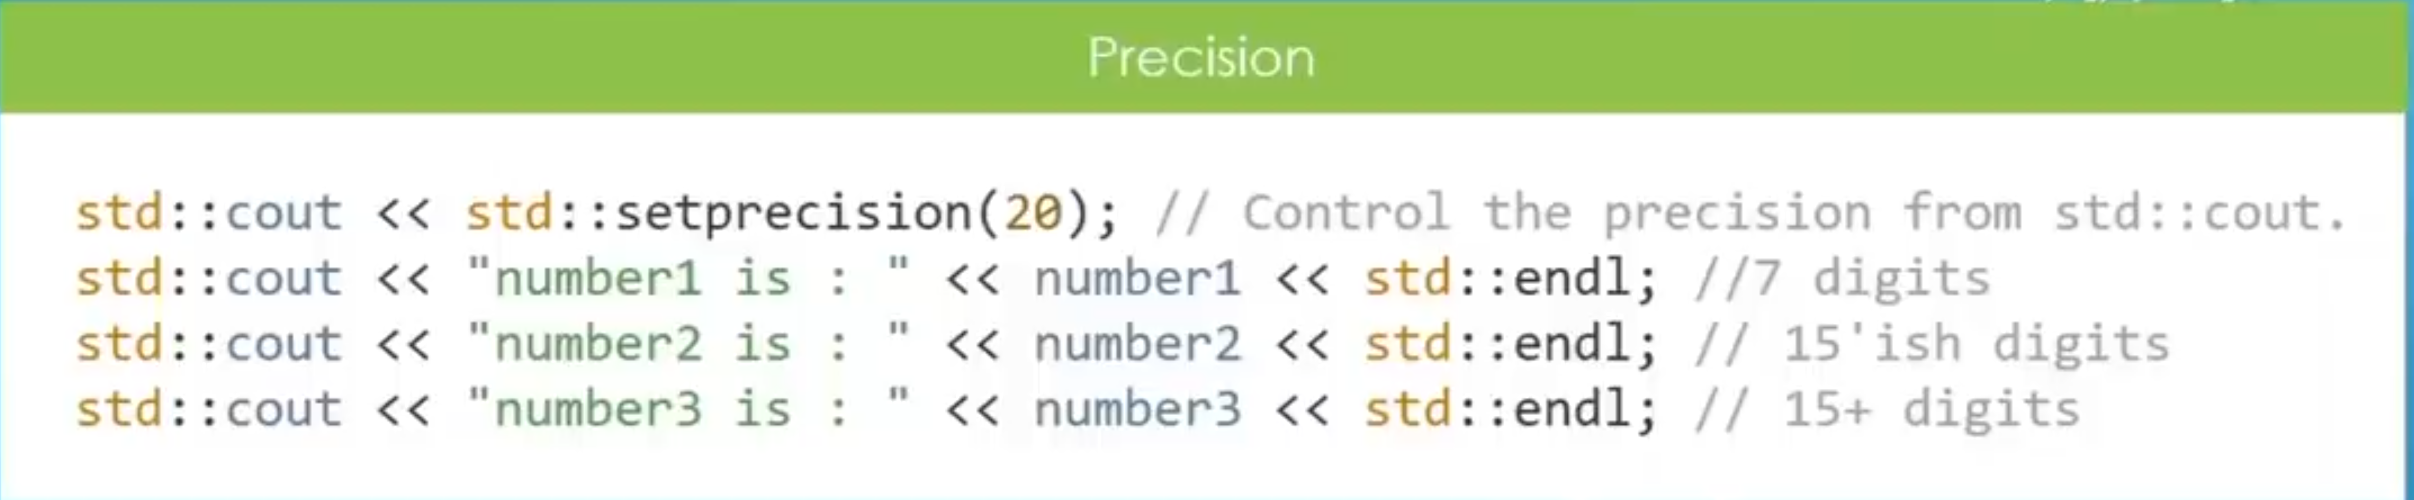 Precision
std::cout << std::setprecision(20); // Control the precision from std::cout.
std::cout << "number1 is : " << number1 << std::endl; //7 digits
std::cout << "number2 is : " << number2 << std::endl; // 15'ish digits
std::cout << "number3 is : " << number3 << std::endl; // 15+ digits